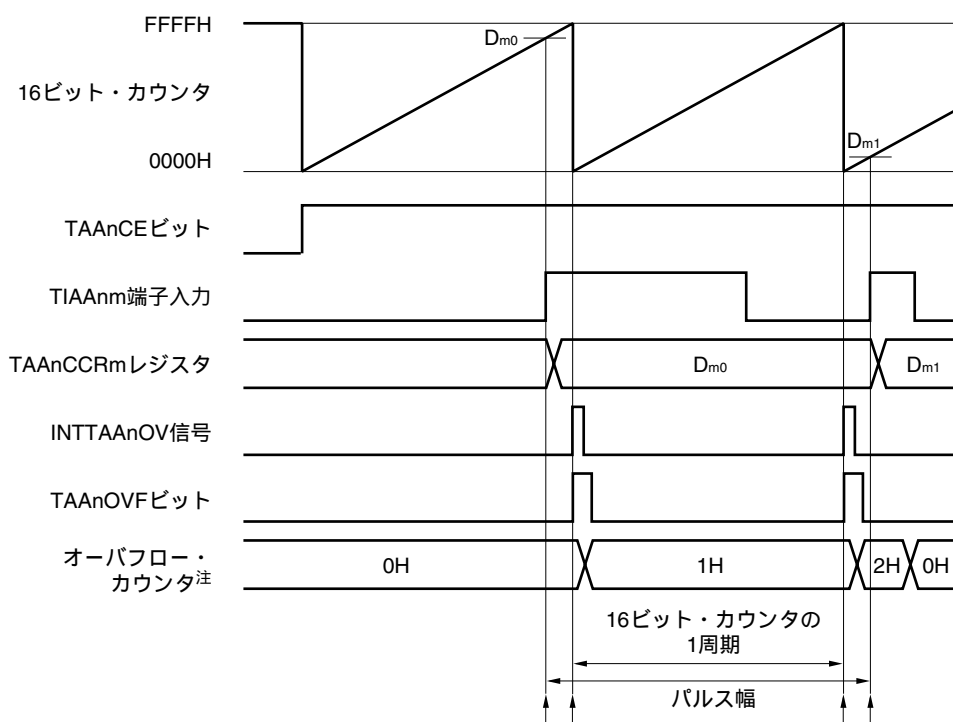 FFFFH
Dm0
16ビット・カウンタ
Dm1
0000H
TAAnCEビット
TIAAnm端子入力
TAAnCCRmレジスタ
Dm0
Dm1
INTTAAnOV信号
TAAnOVFビット
オーバフロー・
カウンタ注
0H
1H
2H
0H
16ビット・カウンタの
1周期
パルス幅